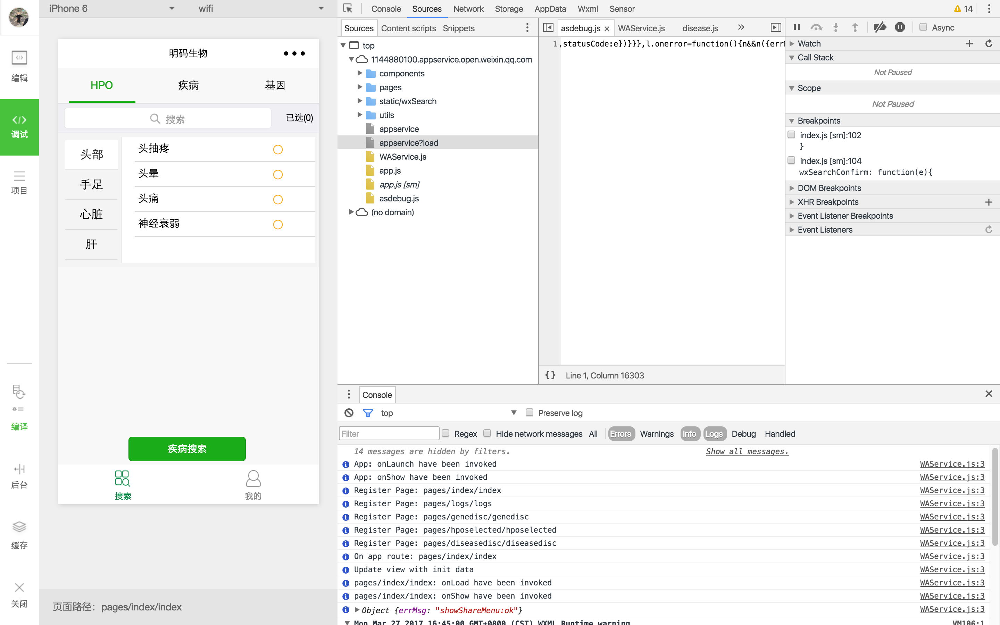 iPhone 6
wifi
编辑
调试
项目
编译
后台
缓存
关闭
明码生物
HPO
疾病
基因
搜索
已选(0)
头部
手足
心脏
肝
头抽疼
头晕
头痛
神经衰弱
疾病搜索
搜索
我的
页面路径: pages/index/index
Console
Sources
Network
Storage
AppData
Wxml
Sensor
14
Sources
Content scripts
Snippets
top
1144880100.appservice.open.weixin.qq.com
components
pages
static/wxSearch
utils
appservice
appservice?load
WAService.js
app.js
app.js [sm]
asdebug.js
(no domain)
asdebug.js
WAService.js
disease.js
1
,statusCode:e})}}},l.onerror=function(){n&&n({err
{ } Line 1, Column 16303
Async
Watch
Call Stack
Not Paused
Scope
Not Paused
Breakpoints
index.js [sm]:102
}
index.js [sm]:104
wxSearchConfirm: function(e){
DOM Breakpoints
XHR Breakpoints
Event Listener Breakpoints
Event Listeners
Console
top
Preserve log
Filter
Regex
Hide network messages
All
Errors
Warnings
Info
Logs
Debug
Handled
14 messages are hidden by filters.
Show all messages.
App: onLaunch have been invoked
WAService.js:3
App: onShow have been invoked
WAService.js:3
Register Page: pages/index/index
WAService.js:3
Register Page: pages/logs/logs
WAService.js:3
Register Page: pages/genedisc/genedisc
WAService.js:3
Register Page: pages/hposelected/hposelected
WAService.js:3
Register Page: pages/diseasedisc/diseasedisc
WAService.js:3
On app route: pages/index/index
WAService.js:3
Update view with init data
WAService.js:3
pages/index/index: onLoad have been invoked
WAService.js:3
pages/index/index: onShow have been invoked
WAService.js:3
Object {errMsg: "showShareMenu:ok"}
WAService.js:3
Mon Mar 27 2017 16:45:00 GMT+0800 (CST) WXML Runtime warning
VM106:1